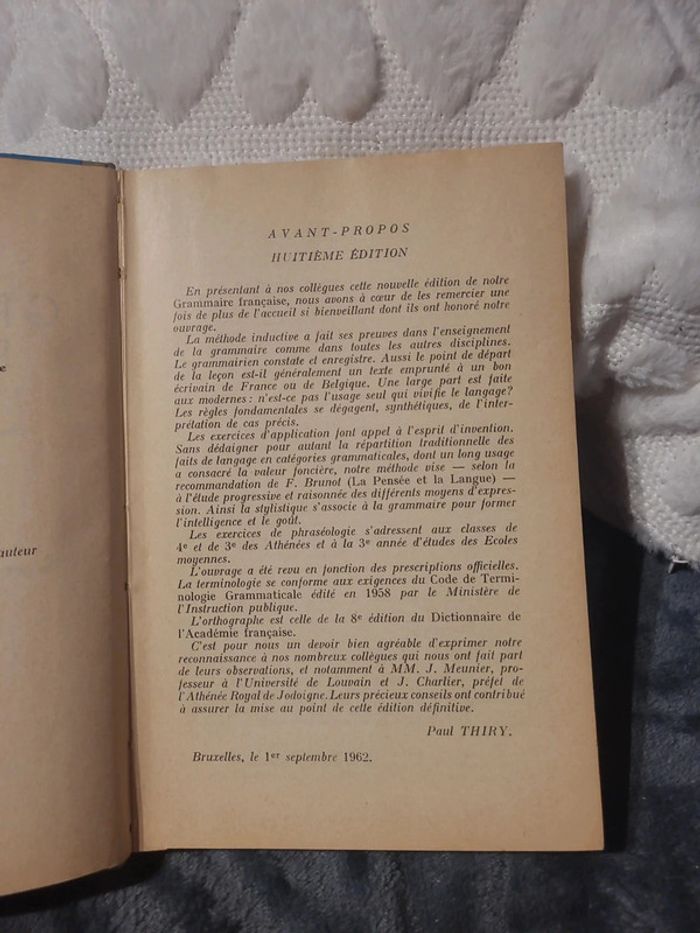 e
auteur
AVANT-PROPOS
HUITIÈME ÉDITION
En présentant à nos collègues cette nouvelle édition de notre
Grammaire française, nous avons à cœur de les remercier une
fois de plus de l'accueil si bienveillant dont ils ont honoré notre
ouvrage.
La méthode inductive a fait ses preuves dans l'enseignement
de la grammaire comme dans toutes les autres disciplines.
Le grammairien constate et enregistre. Aussi le point de départ
de la leçon est-il généralement un texte emprunté à un bon
écrivain de France ou de Belgique. Une large part est faite
aux modernes : n'est-ce pas l'usage seul qui vivifie le langage?
Les règles fondamentales se dégagent, synthétiques, de l'inter-
prétation de cas précis.
Les exercices d'application font appel à l'esprit d'invention.
Sans dédaigner pour autant la répartition traditionnelle des
faits de langage en catégories grammaticales, dont un long usage
a consacré la valeur foncière, notre méthode vise — selon la
recommandation de F. Brunot (La Pensée et la Langue) —
à l'étude progressive et raisonnée des différents moyens d'expres-
sion. Ainsi la stylistique s'associe à la grammaire pour former
l'intelligence et le goût.
Les exercices de phraséologie s'adressent aux classes de
4e et de 3e des Athénées et à la 3e année d'études des Ecoles
moyennes.
L'ouvrage a été revu en fonction des prescriptions officielles.
La terminologie se conforme aux exigences du Code de Termi-
nologie Grammaticale édité en 1958 par le Ministère de
l'Instruction publique.
L'orthographe est celle de la 8e édition du Dictionnaire de
l'Académie française.
C'est pour nous un devoir bien agréable d'exprimer notre
reconnaissance à nos nombreux collègues qui nous ont fait part
de leurs observations, et notamment à MM. J. Meunier, pro-
fesseur à l'Université de Louvain et J. Charlier, préfet de
l'Athénée Royal de Jodoigne. Leurs précieux conseils ont contribué
à assurer la mise au point de cette édition définitive.
Paul THIRY.
Bruxelles, le 1er septembre 1962.